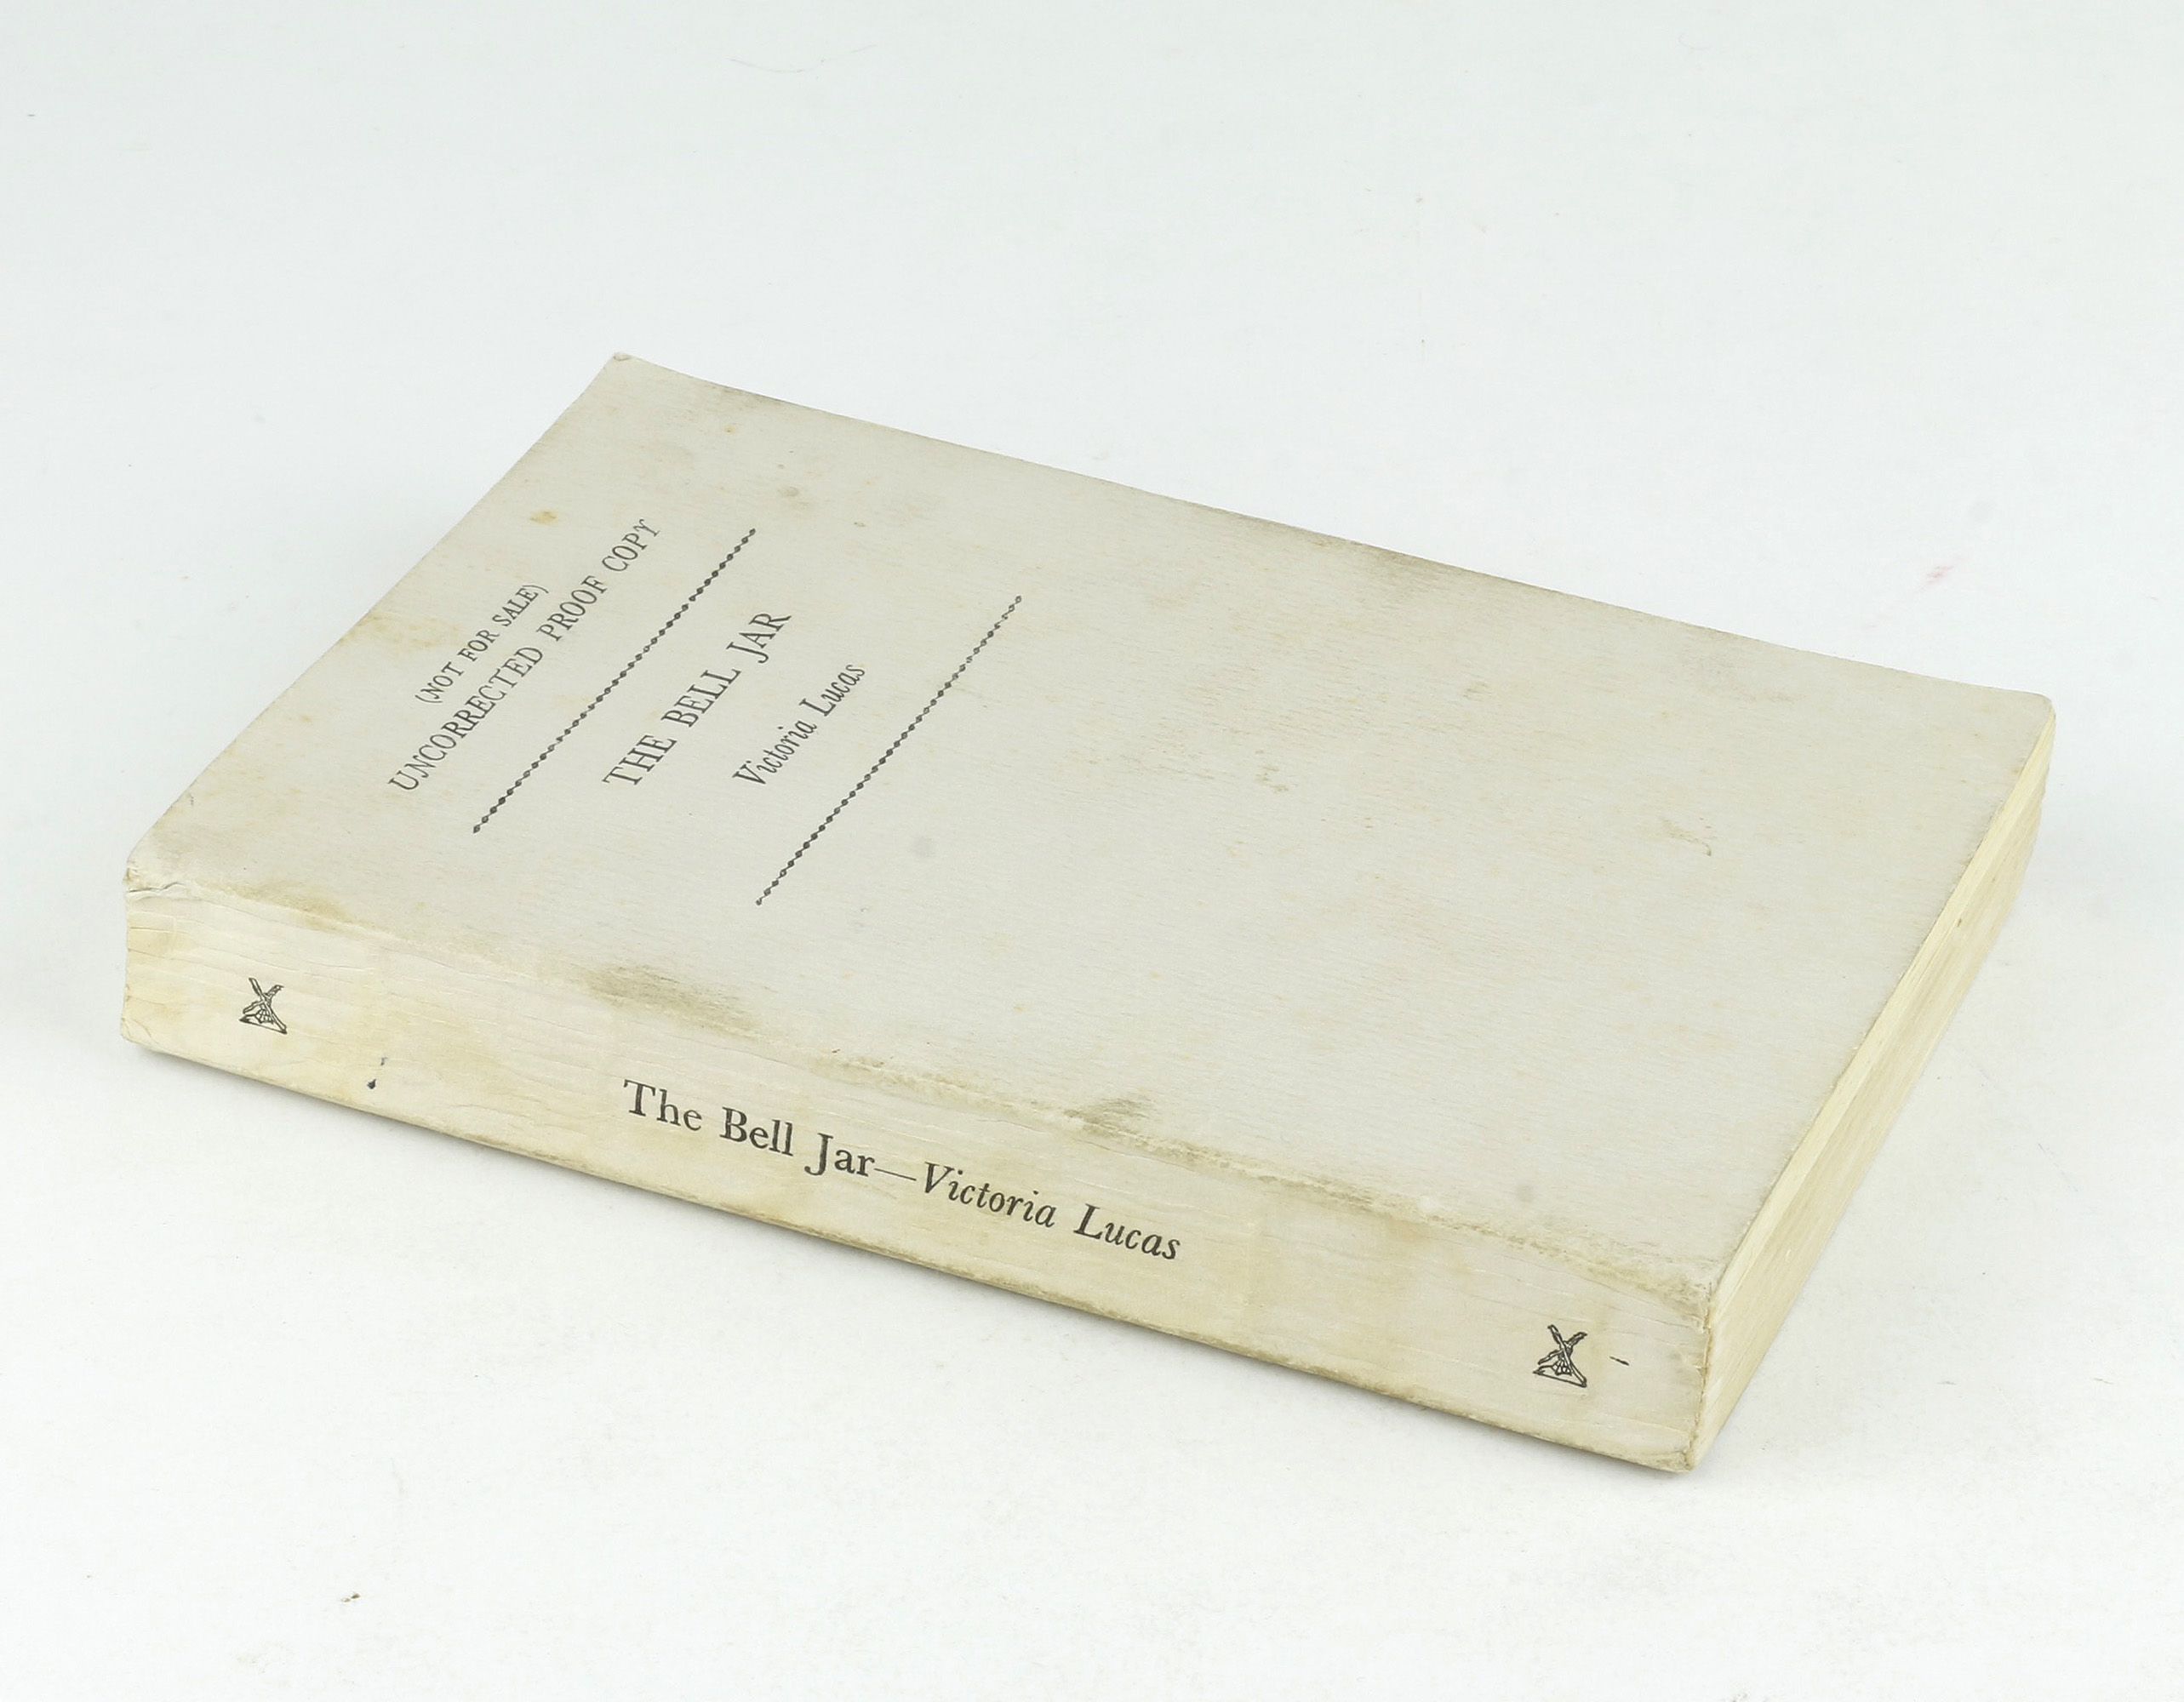 (NOT FOR SALE)
UNCORRECTED PROOF COPY
THE BELL JAR
Victoria Lucas
The Bell Jar—Victoria Lucas